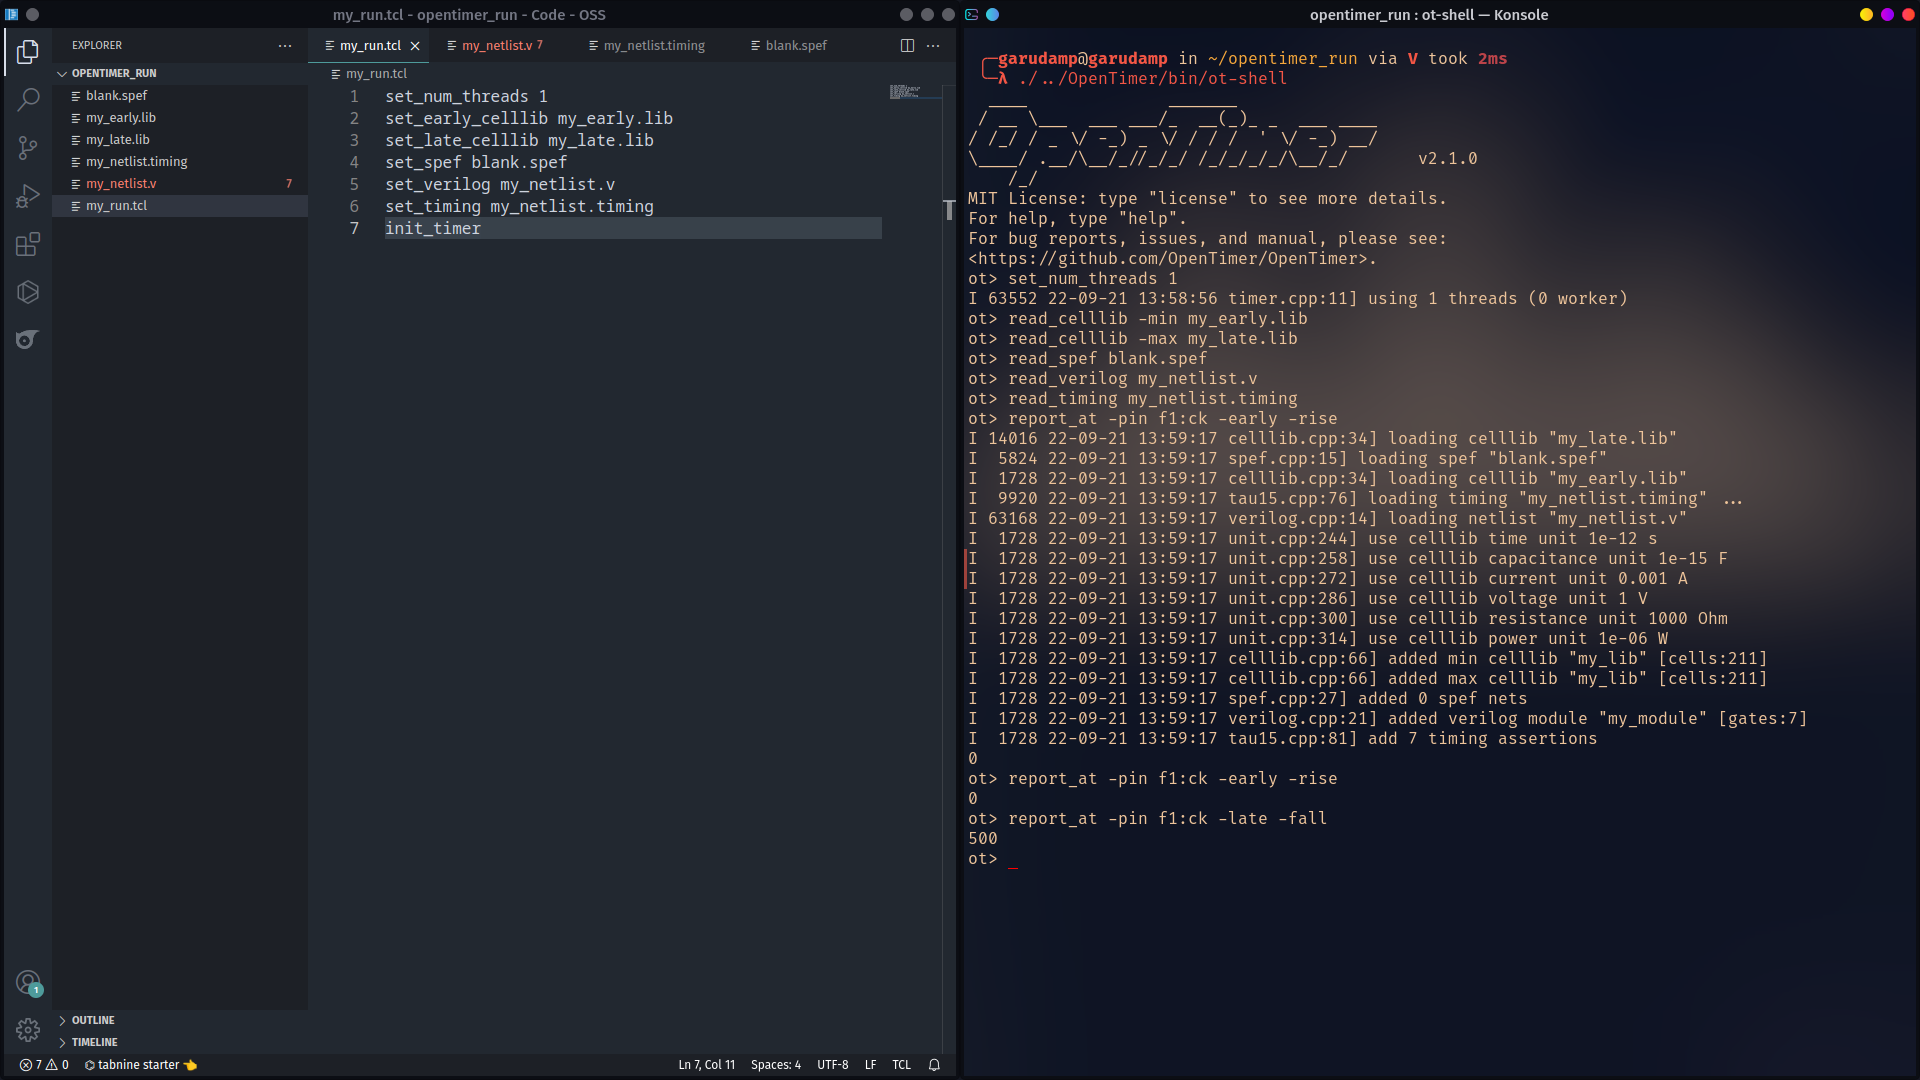 my_run.tcl - opentimer_run - Code - OSS
EXPLORER
OPENTIMER_RUN
blank.spef
my_early.lib
my_late.lib
my_netlist.timing
my_netlist.v 7
my_run.tcl
OUTLINE
TIMELINE
my_run.tcl
my_netlist.v 7
my_netlist.timing
blank.spef
my_run.tcl
1 set_num_threads 1
2 set_early_celllib my_early.lib
3 set_late_celllib my_late.lib
4 set_spef blank.spef
5 set_verilog my_netlist.v
6 set_timing my_netlist.timing
7 init_timer
1
7 0 tabnine starter 👈
Ln 7, Col 11 Spaces: 4 UTF-8 LF TCL
opentimer_run : ot-shell — Konsole
garudamp@garudamp in ~/opentimer_run via V took 2ms
λ ./../OpenTimer/bin/ot-shell
v2.1.0
MIT License: type "license" to see more details.
For help, type "help".
For bug reports, issues, and manual, please see:
<https://github.com/OpenTimer/OpenTimer>.
ot> set_num_threads 1
I 63552 22-09-21 13:58:56 timer.cpp:11] using 1 threads (0 worker)
ot> read_celllib -min my_early.lib
ot> read_celllib -max my_late.lib
ot> read_spef blank.spef
ot> read_verilog my_netlist.v
ot> read_timing my_netlist.timing
ot> report_at -pin f1:ck -early -rise
I 14016 22-09-21 13:59:17 celllib.cpp:34] loading celllib "my_late.lib"
I  5824 22-09-21 13:59:17 spef.cpp:15] loading spef "blank.spef"
I  1728 22-09-21 13:59:17 celllib.cpp:34] loading celllib "my_early.lib"
I  9920 22-09-21 13:59:17 tau15.cpp:76] loading timing "my_netlist.timing" ...
I 63168 22-09-21 13:59:17 verilog.cpp:14] loading netlist "my_netlist.v"
I  1728 22-09-21 13:59:17 unit.cpp:244] use celllib time unit 1e-12 s
I  1728 22-09-21 13:59:17 unit.cpp:258] use celllib capacitance unit 1e-15 F
I  1728 22-09-21 13:59:17 unit.cpp:272] use celllib current unit 0.001 A
I  1728 22-09-21 13:59:17 unit.cpp:286] use celllib voltage unit 1 V
I  1728 22-09-21 13:59:17 unit.cpp:300] use celllib resistance unit 1000 Ohm
I  1728 22-09-21 13:59:17 unit.cpp:314] use celllib power unit 1e-06 W
I  1728 22-09-21 13:59:17 celllib.cpp:66] added min celllib "my_lib" [cells:211]
I  1728 22-09-21 13:59:17 celllib.cpp:66] added max celllib "my_lib" [cells:211]
I  1728 22-09-21 13:59:17 spef.cpp:27] added 0 spef nets
I  1728 22-09-21 13:59:17 verilog.cpp:21] added verilog module "my_module" [gates:7]
I  1728 22-09-21 13:59:17 tau15.cpp:81] add 7 timing assertions
0
ot> report_at -pin f1:ck -early -rise
0
ot> report_at -pin f1:ck -late -fall
500
ot> _